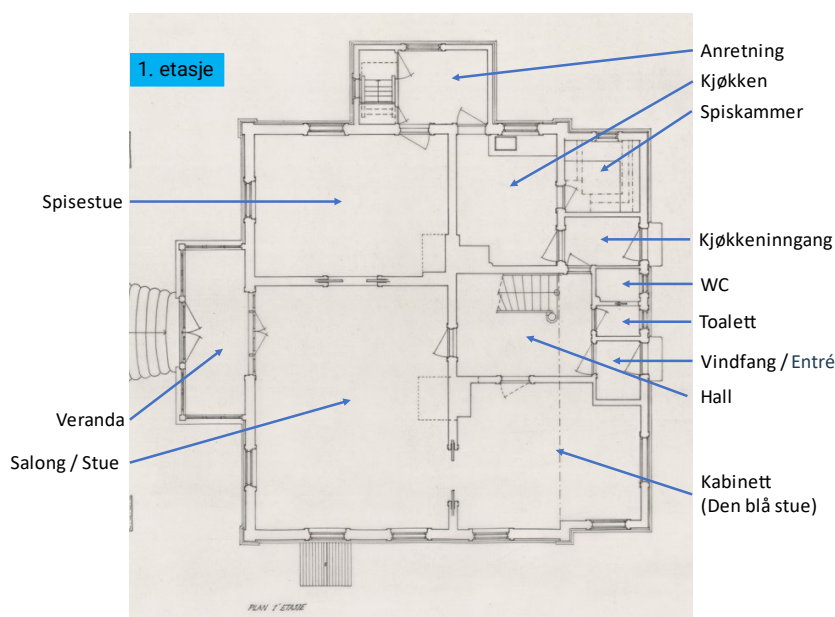 1. etasje
Anretning
Kjøkken
Spiskammer
Spisestue
Kjøkkeninngang
WC
Toalett
Vindfang / Entré
Hall
Veranda
Salong / Stue
Kabinett
(Den blå stue)
PLAN 1' ETASJE